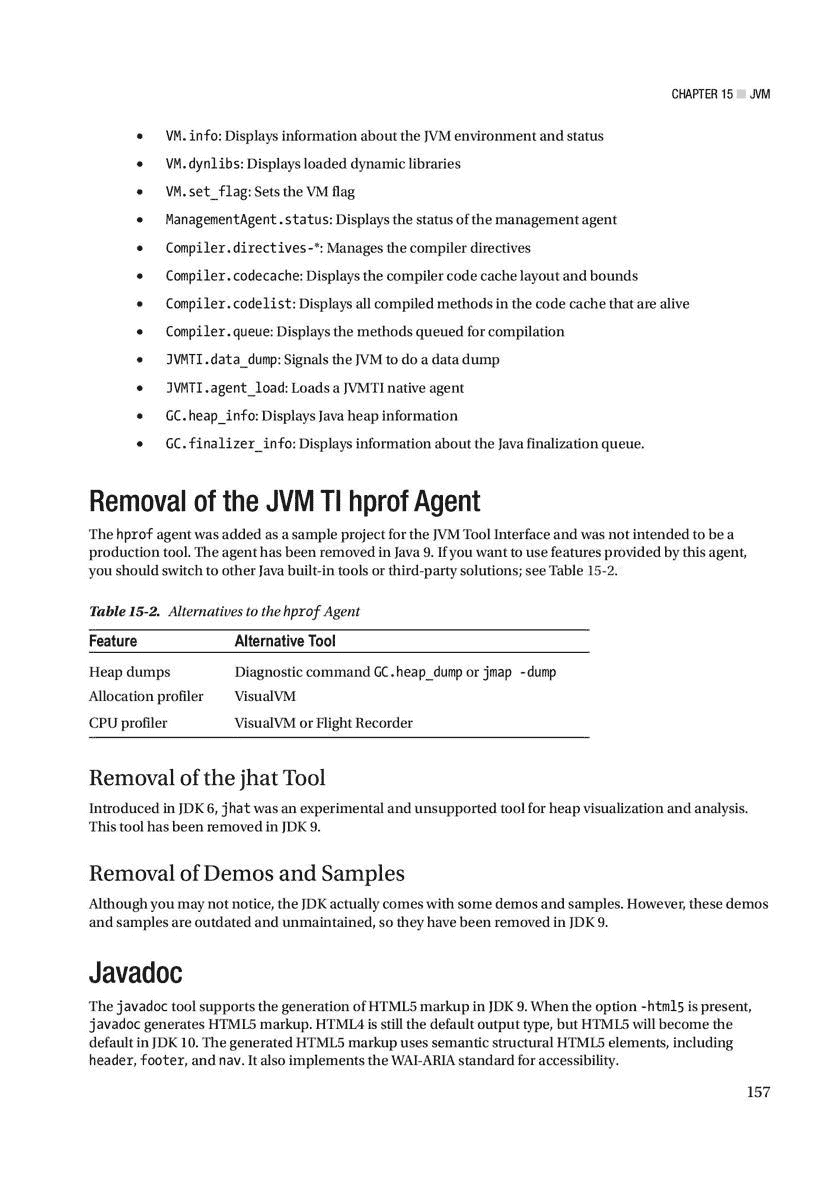 CHAPTER 15 ■ JVM
• VM.info: Displays information about the JVM environment and status
• VM.dynlibs: Displays loaded dynamic libraries
• VM.set_flag: Sets the VM flag
• ManagementAgent.status: Displays the status of the management agent
• Compiler.directives-*: Manages the compiler directives
• Compiler.codecache: Displays the compiler code cache layout and bounds
• Compiler.codelist: Displays all compiled methods in the code cache that are alive
• Compiler.queue: Displays the methods queued for compilation
• JVMTI.data_dump: Signals the JVM to do a data dump
• JVMTI.agent_load: Loads a JVMTI native agent
• GC.heap_info: Displays Java heap information
• GC.finalizer_info: Displays information about the Java finalization queue.
Removal of the JVM TI hprof Agent
The hprof agent was added as a sample project for the JVM Tool Interface and was not intended to be a
production tool. The agent has been removed in Java 9. If you want to use features provided by this agent,
you should switch to other Java built-in tools or third-party solutions; see Table 15-2.
Table 15-2. Alternatives to the hprof Agent
Feature Alternative Tool
Heap dumps Diagnostic command GC.heap_dump or jmap -dump
Allocation profiler VisualVM
CPU profiler VisualVM or Flight Recorder
Removal of the jhat Tool
Introduced in JDK 6, jhat was an experimental and unsupported tool for heap visualization and analysis.
This tool has been removed in JDK 9.
Removal of Demos and Samples
Although you may not notice, the JDK actually comes with some demos and samples. However, these demos
and samples are outdated and unmaintained, so they have been removed in JDK 9.
Javadoc
The javadoc tool supports the generation of HTML5 markup in JDK 9. When the option -html5 is present,
javadoc generates HTML5 markup. HTML4 is still the default output type, but HTML5 will become the
default in JDK 10. The generated HTML5 markup uses semantic structural HTML5 elements, including
header, footer, and nav. It also implements the WAI-ARIA standard for accessibility.
157